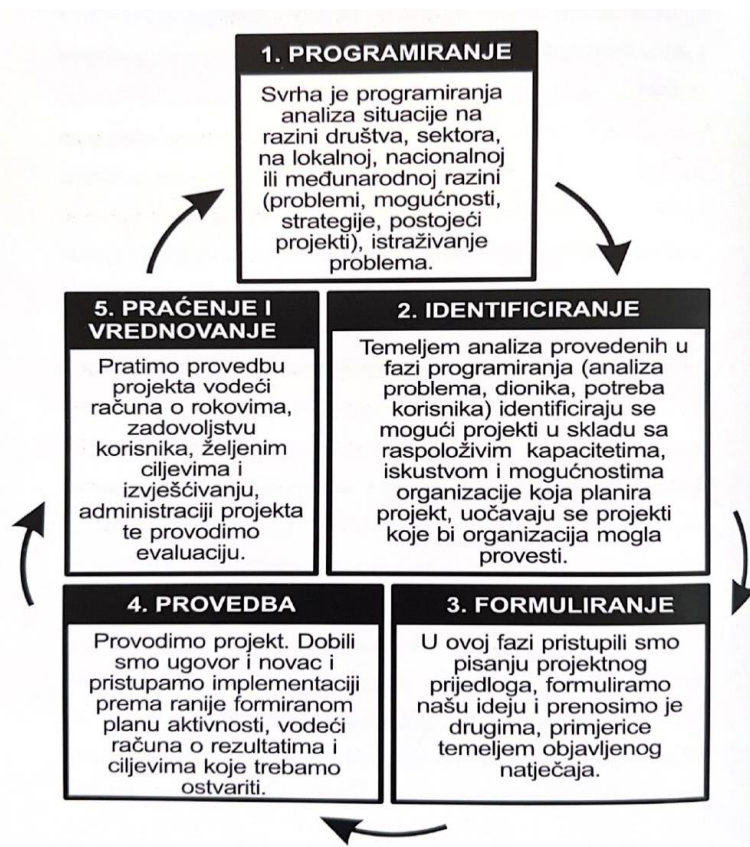 1. PROGRAMIRANJE
Svrha je programiranja
analiza situacije na
razini društva, sektora,
na lokalnoj, nacionalnoj
ili međunarodnoj razini
(problemi, mogućnosti,
strategije, postojeći
projekti), istraživanje
problema.
2. IDENTIFICIRANJE
Temeljem analiza provedenih u
fazi programiranja (analiza
problema, dionika, potreba
korisnika) identificiraju se
mogući projekti u skladu sa
raspoloživim kapacitetima,
iskustvom i mogućnostima
organizacije koja planira
projekt, uočavaju se projekti
koje bi organizacija mogla
provesti.
3. FORMULIRANJE
U ovoj fazi pristupili smo
pisanju projektnog
prijedloga, formuliramo
našu ideju i prenosimo je
drugima, primjerice
temeljem objavljenog
natječaja.
4. PROVEDBA
Provodimo projekt. Dobili
smo ugovor i novac i
pristupamo implementaciji
prema ranije formiranom
planu aktivnosti, vodeći
računa o rezultatima i
ciljevima koje trebamo
ostvariti.
5. PRAĆENJE I
VREDNOVANJE
Pratimo provedbu
projekta vodeći
računa o rokovima,
zadovoljstvu
korisnika, željenim
ciljevima i
izvješćivanju,
administraciji projekta
te provodimo
evaluaciju.